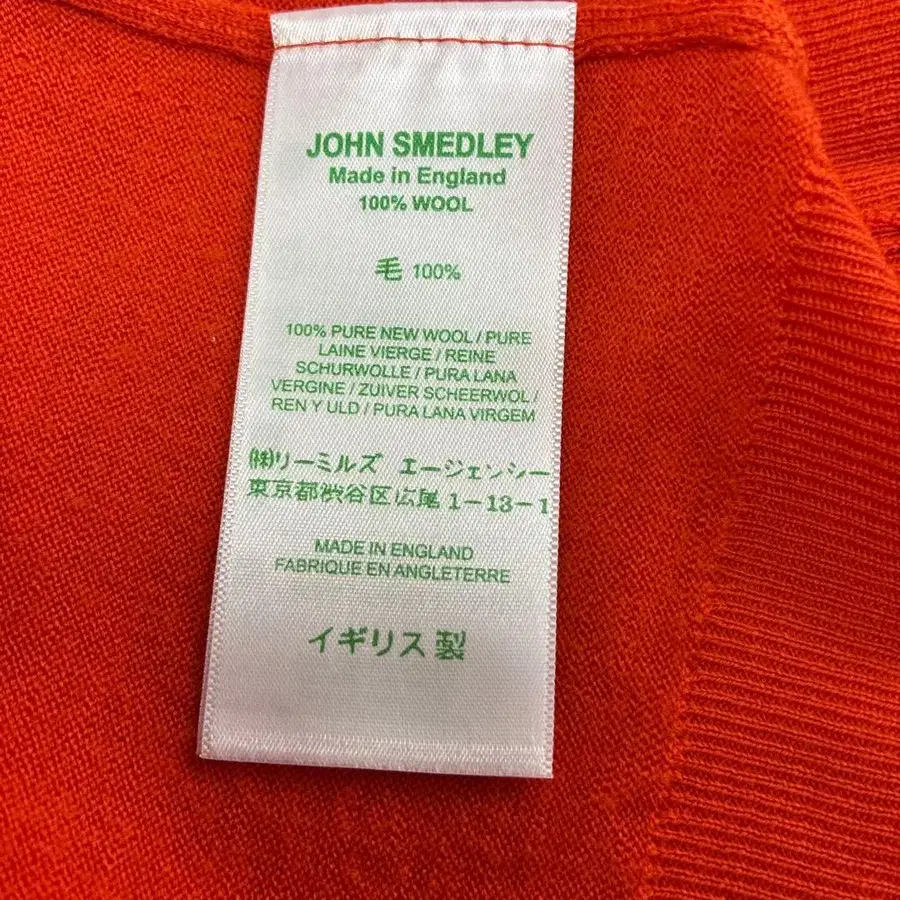 JOHN SMEDLEY
Made in England
100% WOOL
毛 100%
100% PURE NEW WOOL / PURE
LAINE VIERGE / REINE
SCHURWOLLE / PURA LANA
VERGINE / ZUIVER SCHEERWOL /
REN Y ULD / PURA LANA VIRGEM
㈱リーミルズ エージェンシー
東京都渋谷区広尾1-13-1
MADE IN ENGLAND
FABRIQUE EN ANGLETERRE
イギリス製